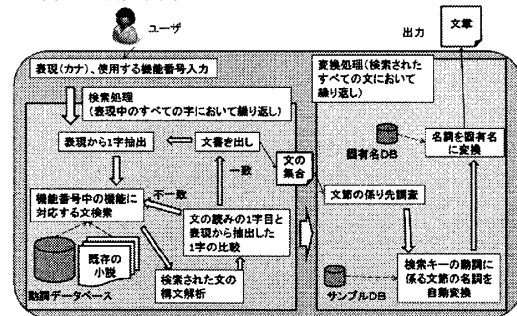 ユーザ
出力
文章
表現(カナ)、使用する機能番号入力
検索処理
(表現中のすべての字において繰り返し)
表現から1字抽出
文書き出し
一致
不一致
機能番号中の機能に
対応する文検索
文の読みの1字目と
表現から抽出した
1字の比較
既存の
小説
動詞データベース
検索された文の
構文解析
文の
集合
変換処理(検索された
すべての文において
繰り返し)
固有名DB
名詞を固有名
に変換
文節の係り先調査
サンプルDB
検索キーの動詞に
係る文節の名詞を
自動変換